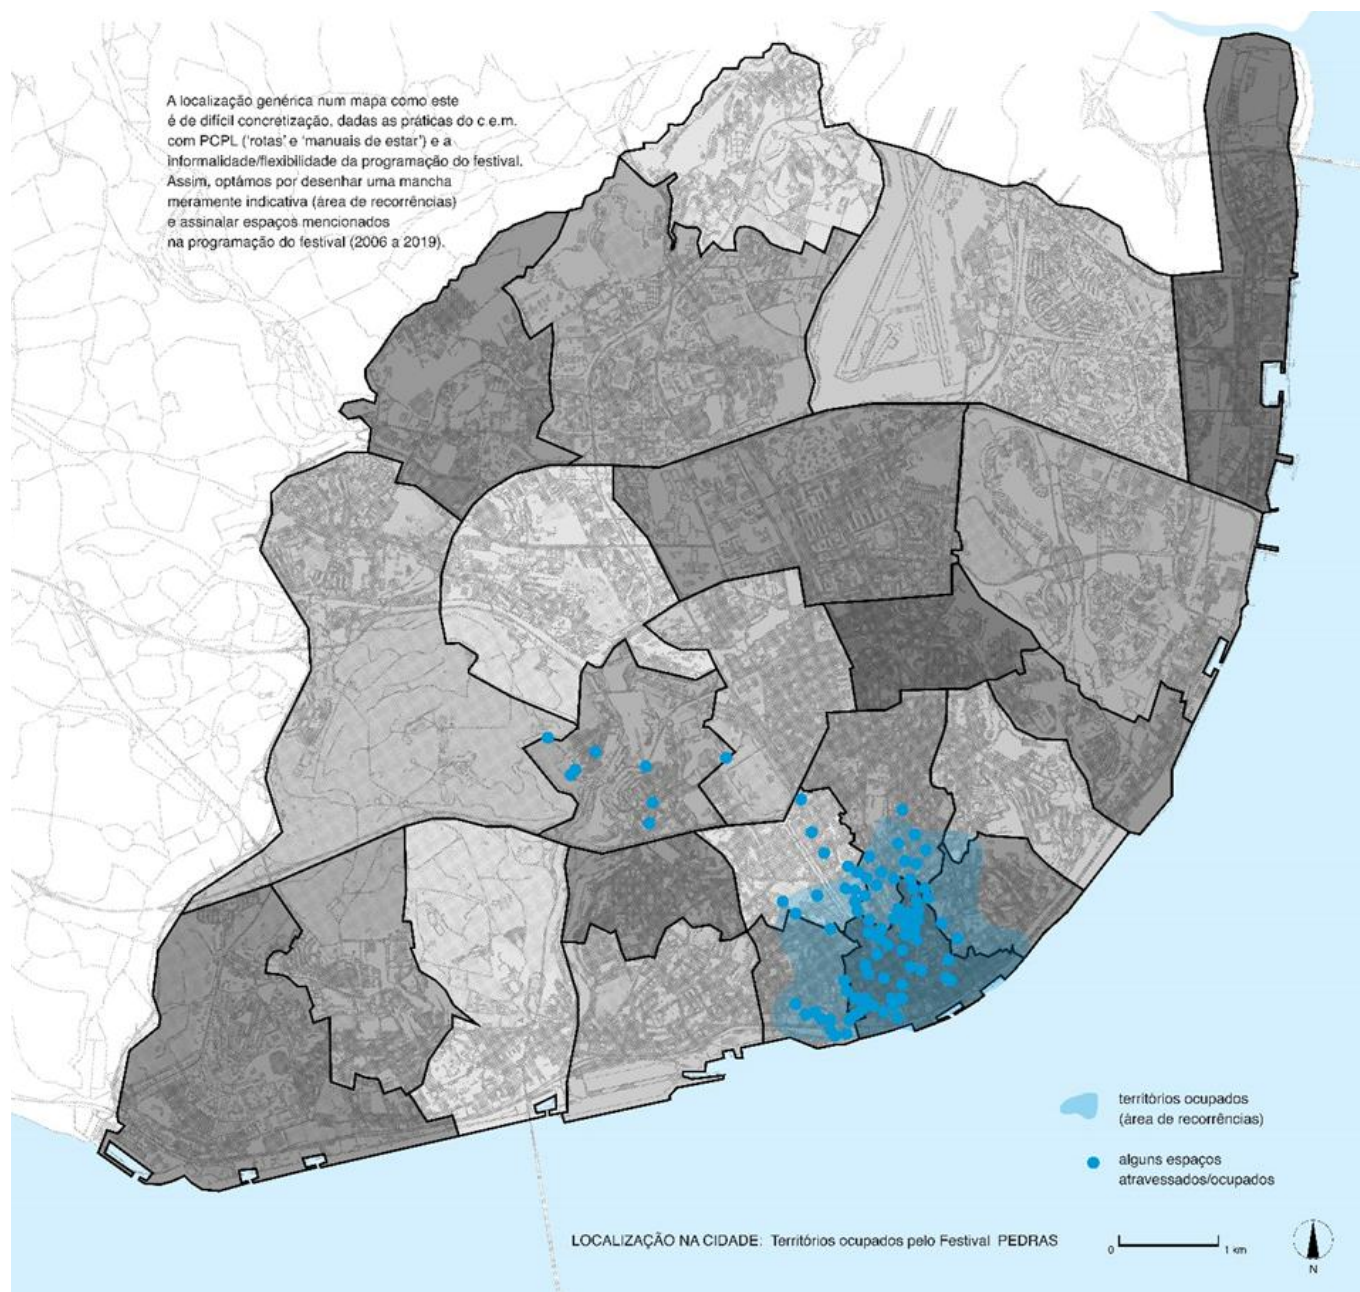 A localização genérica num mapa como este
é de difícil concretização, dadas as práticas do c.e.m.
com PCPL ('rotas' e 'manuais de estar') e a
informalidade/flexibilidade da programação do festival.
Assim, optámos por desenhar uma mancha
meramente indicativa (área de recorrências)
e assinalar espaços mencionados
na programação do festival (2006 a 2019).
territórios ocupados
(área de recorrências)
alguns espaços
atravessados/ocupados
LOCALIZAÇÃO NA CIDADE: Territórios ocupados pelo Festival PEDRAS
0 1 km
N